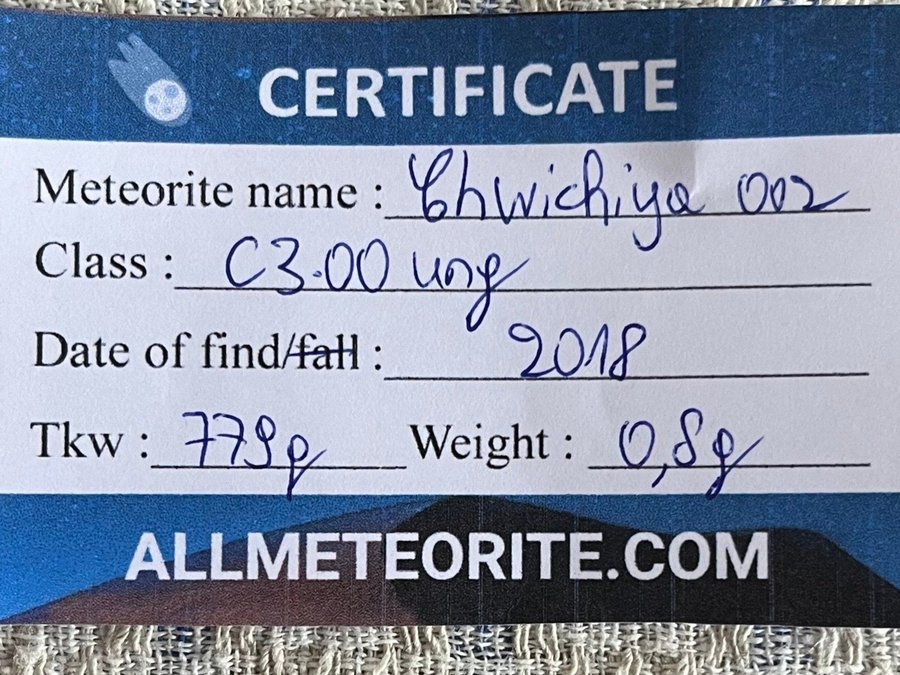 CERTIFICATE
Meteorite name : Chwichiya 002
Class : C3.00 ung
Date of find/fall : 2018
Tkw : 779g Weight : 0,8g
ALLMETEORITE.COM